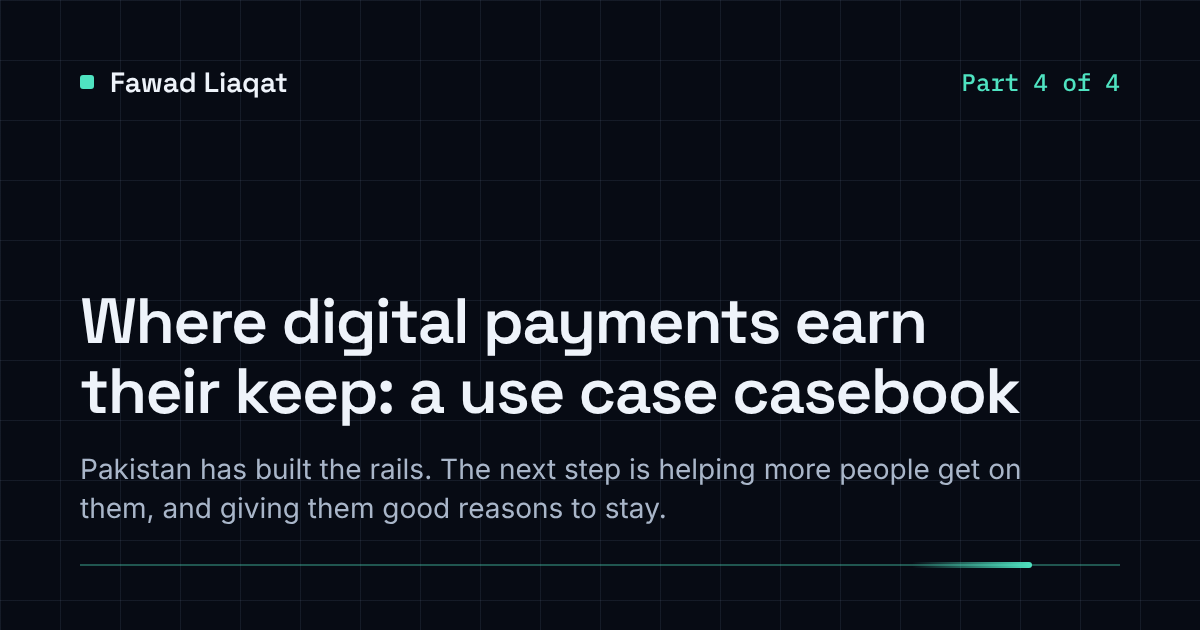 Fawad Liaqat
Part 4 of 4
Where digital payments earn
their keep: a use case casebook
Pakistan has built the rails. The next step is helping more people get on
them, and giving them good reasons to stay.